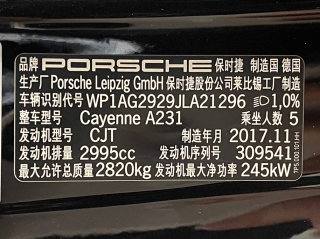 品牌 PORSCHE 保时捷 制造国 德国
生产厂 Porsche Leipzig GmbH 保时捷股份公司莱比锡工厂制造
车辆识别代号 WP1AG2929JLA21296 1,0%
整车型号 Cayenne A231 乘坐人数 5
发动机型号 CJT 制造年月 2017.11
发动机排量 2995cc 发动机序列号 309541
最大允许总质量 2820kg 发动机最大净功率 245kW